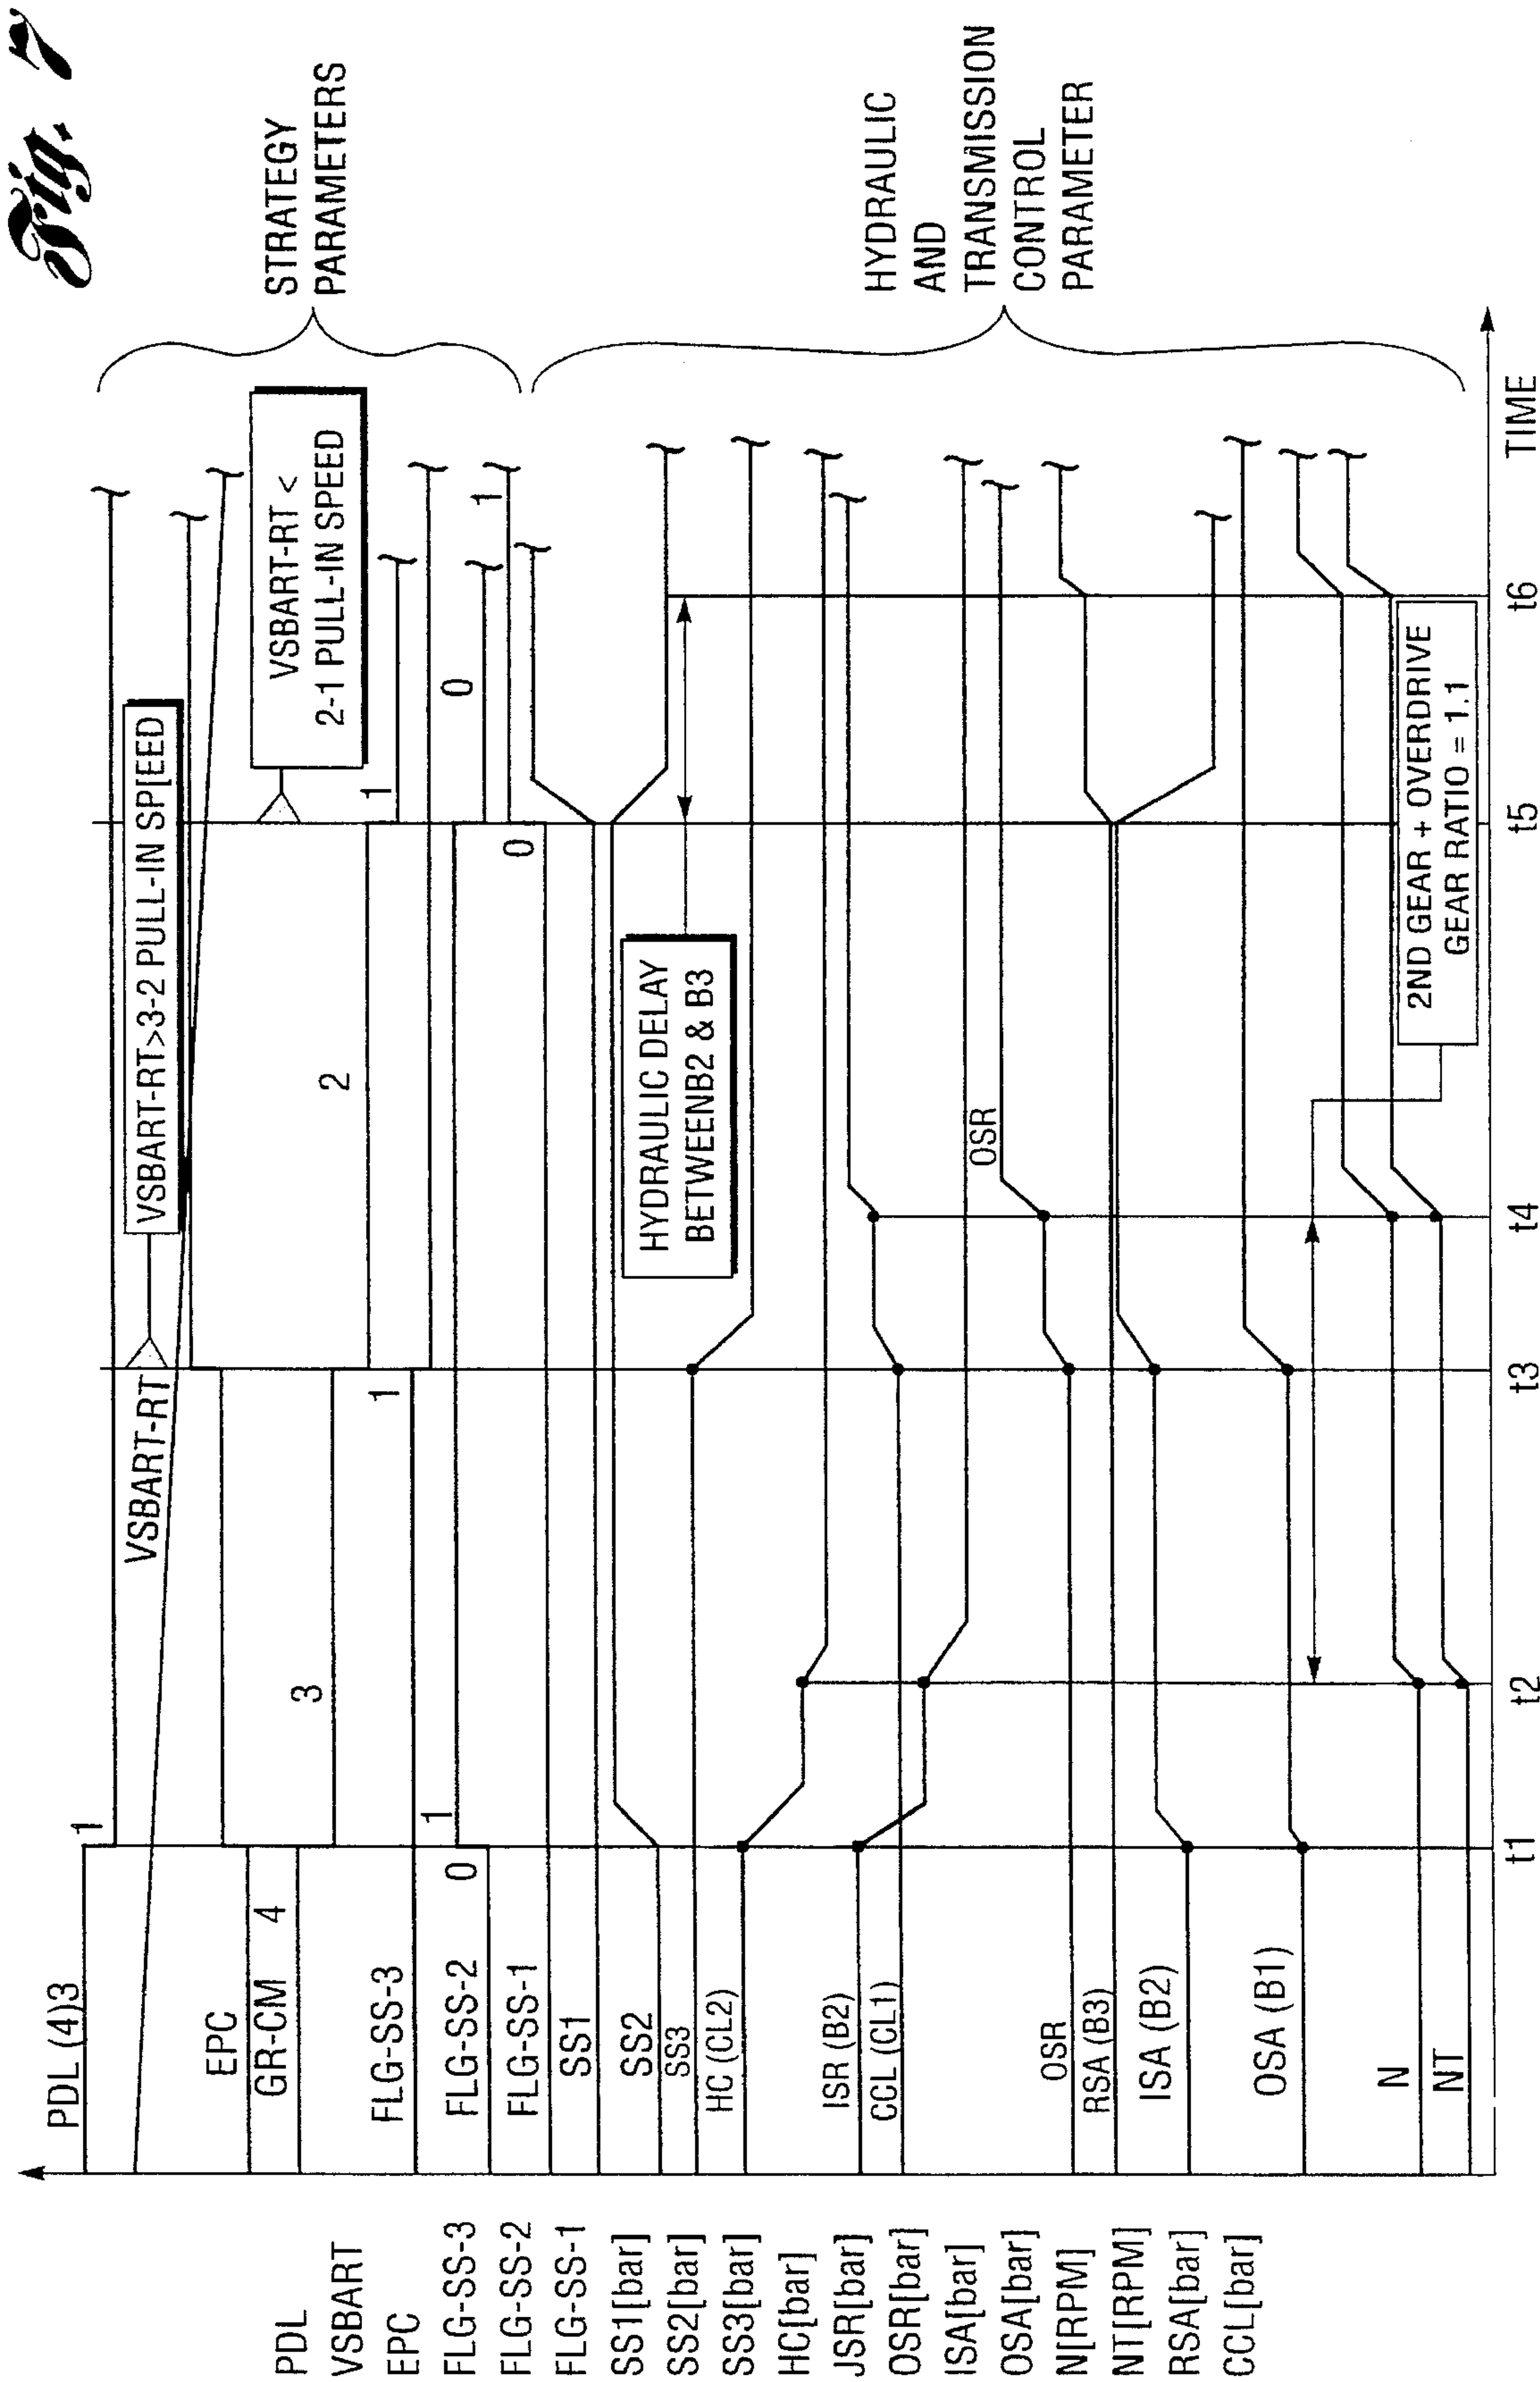 Fig. 7
STRATEGY
PARAMETERS
HYDRAULIC
AND
TRANSMISSION
CONTROL
PARAMETER
PDL (4)3
1
VSBART-RT
VSBART-RT>3-2 PULL-IN SP[EED
VSBART-RT <
2-1 PULL-IN SPEED
EPC
GR-CM 4
3
2
1
FLG-SS-3
1
0
FLG-SS-2
0
1
FLG-SS-1
0
1
SS1
SS2
SS3
HC (CL2)
HYDRAULIC DELAY
BETWEENB2 & B3
ISR (B2)
CCL (CL1)
OSR
OSR
RSA (B3)
ISA (B2)
OSA (B1)
N
NT
2ND GEAR + OVERDRIVE
GEAR RATIO = 1.1
t1
t2
t3
t4
t5
t6
TIME
PDL
VSBART
EPC
FLG-SS-3
FLG-SS-2
FLG-SS-1
SS1[bar]
SS2[bar]
SS3[bar]
HC[bar]
JSR[bar]
OSR[bar]
ISA[bar]
OSA[bar]
N[RPM]
NT[RPM]
RSA[bar]
CCL[bar]